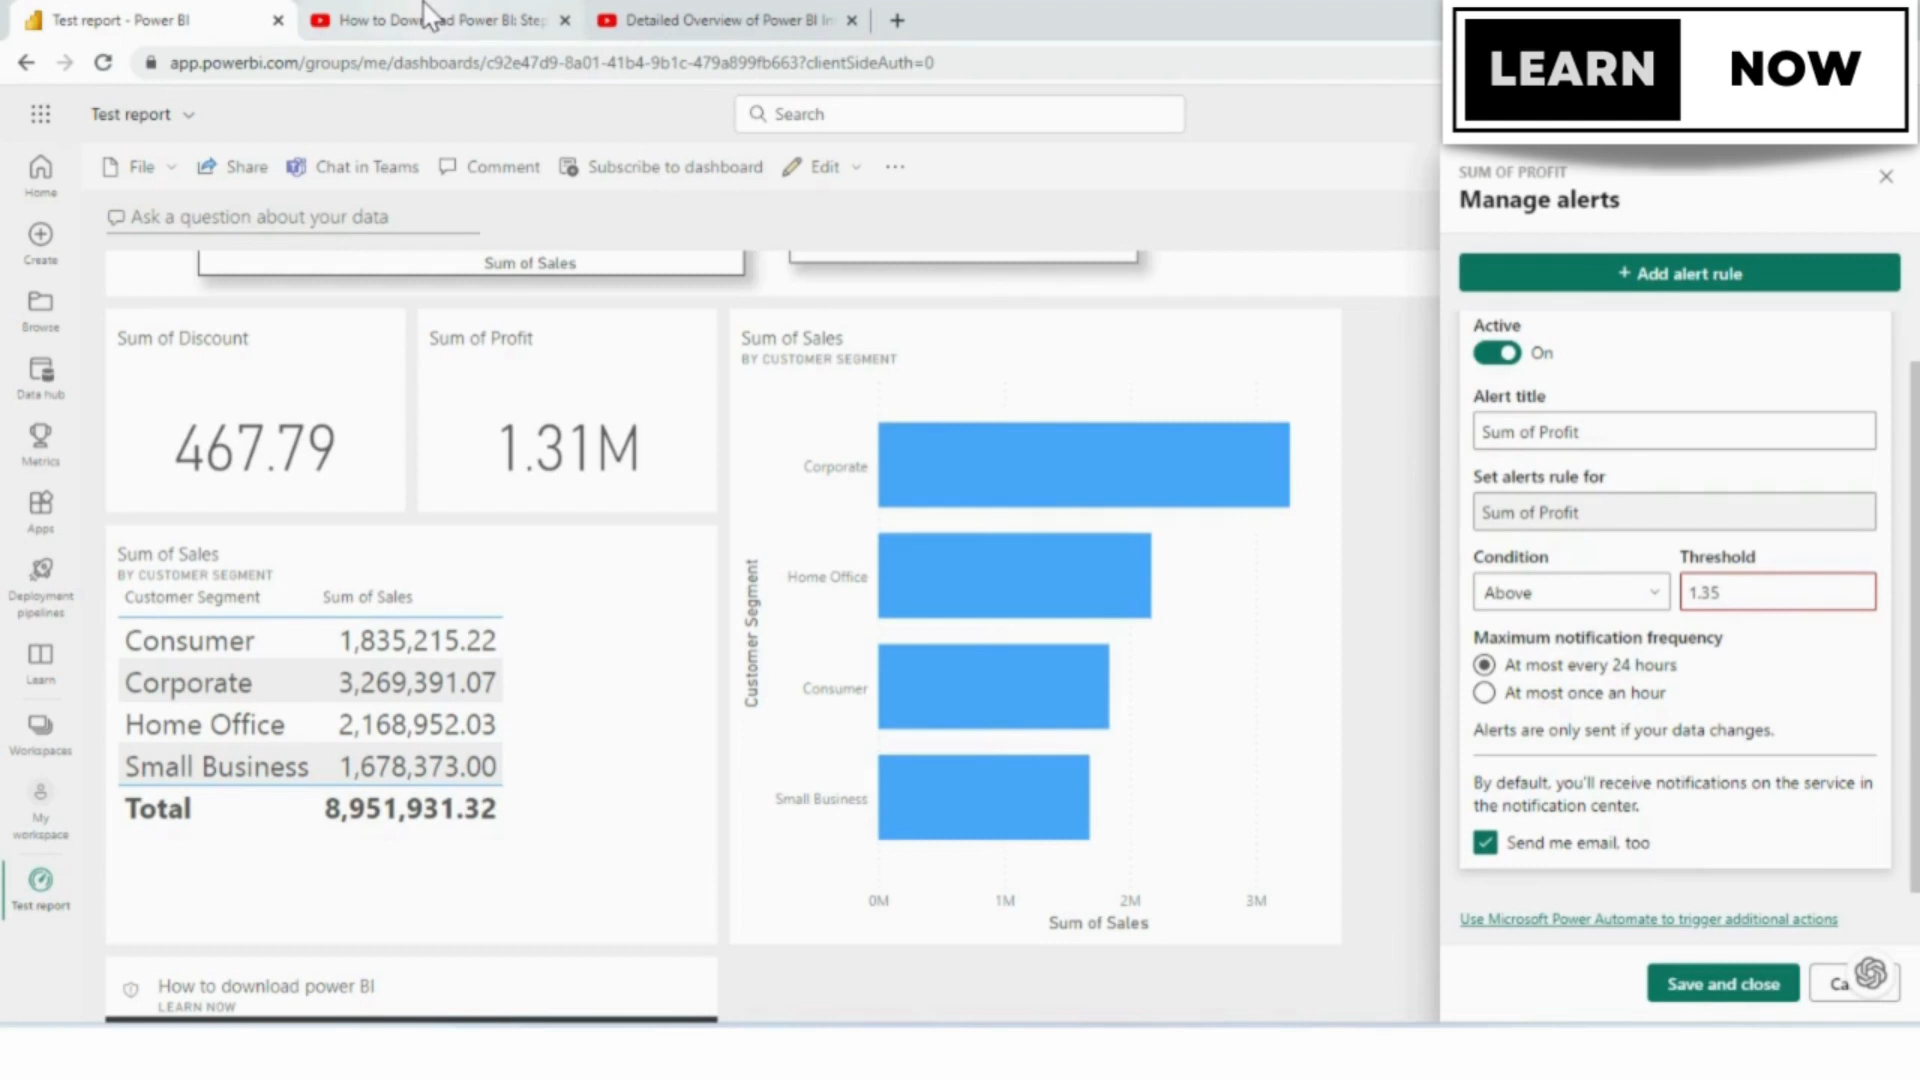 Test report - Power BI
How to Download Power BI: Step
Detailed Overview of Power BI In
app.powerbi.com/groups/me/dashboards/c92e47d9-8a01-41b4-9b1c-479a899fb663?clientSideAuth=0
LEARN NOW
Test report
Search
File
Share
Chat in Teams
Comment
Subscribe to dashboard
Edit
Ask a question about your data
Home
Create
Browse
Data hub
Metrics
Apps
Deployment
pipelines
Learn
Workspaces
My
workspace
Test report
Sum of Sales
Sum of Discount
467.79
Sum of Profit
1.31M
Sum of Sales
BY CUSTOMER SEGMENT
Customer Segment Sum of Sales
Consumer 1,835,215.22
Corporate 3,269,391.07
Home Office 2,168,952.03
Small Business 1,678,373.00
Total 8,951,931.32
How to download power BI
LEARN NOW
Sum of Sales
BY CUSTOMER SEGMENT
Customer Segment
Corporate
Home Office
Consumer
Small Business
0M 1M 2M 3M
Sum of Sales
SUM OF PROFIT
Manage alerts
+ Add alert rule
Active
On
Alert title
Sum of Profit
Set alerts rule for
Sum of Profit
Condition Threshold
Above 1.35
Maximum notification frequency
At most every 24 hours
At most once an hour
Alerts are only sent if your data changes.
By default, you'll receive notifications on the service in
the notification center.
Send me email, too
Use Microsoft Power Automate to trigger additional actions
Save and close
Ca